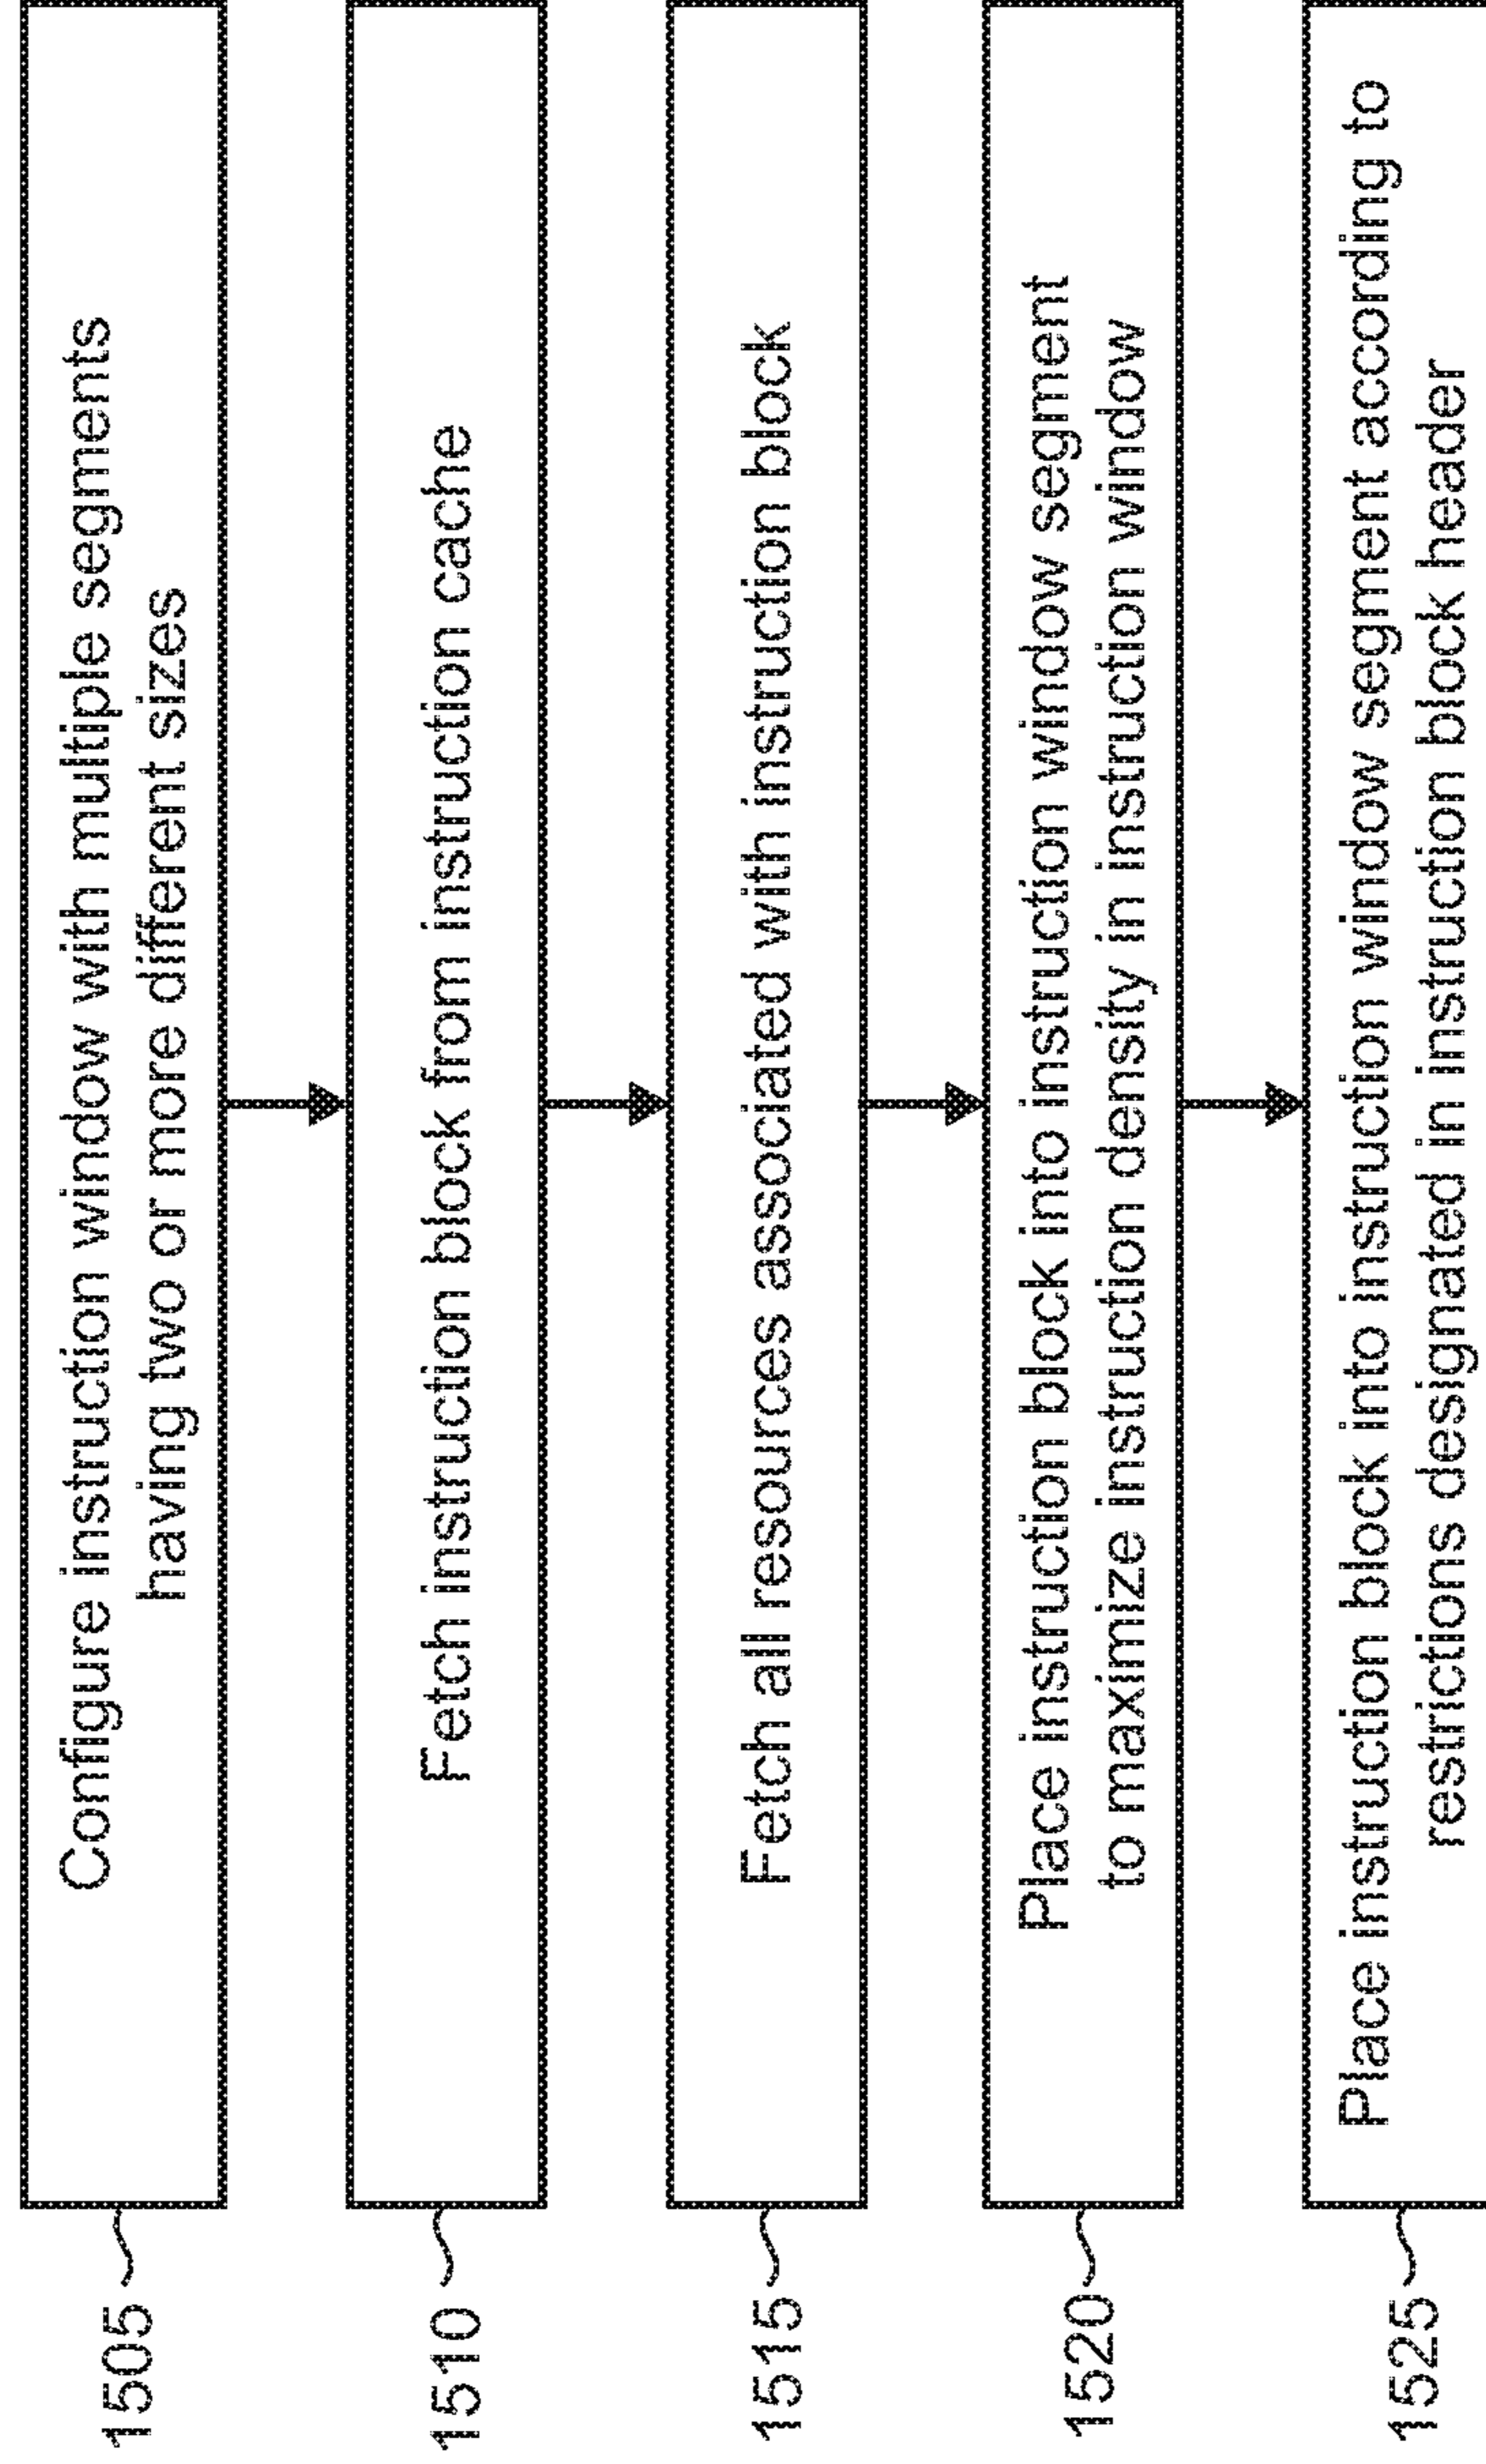 1505
Configure instruction window with multiple segments
having two or more different sizes
1510
Fetch instruction block from instruction cache
1515
Fetch all resources associated with instruction block
1520
Place instruction block into instruction window segment
to maximize instruction density in instruction window
1525
Place instruction block into instruction window segment according to
restrictions designated in instruction block header